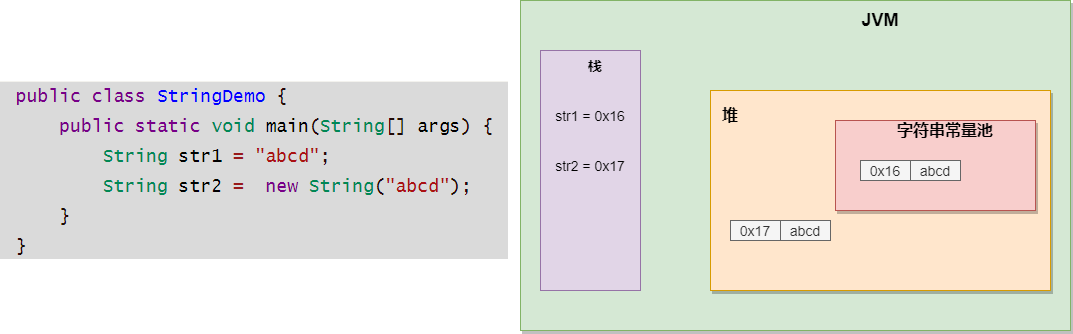 public class StringDemo {
public static void main(String[] args) {
String str1 = "abcd";
String str2 =  new String("abcd");
}
}
JVM
栈
str1 = 0x16
str2 = 0x17
堆
字符串常量池
0x16 abcd
0x17 abcd